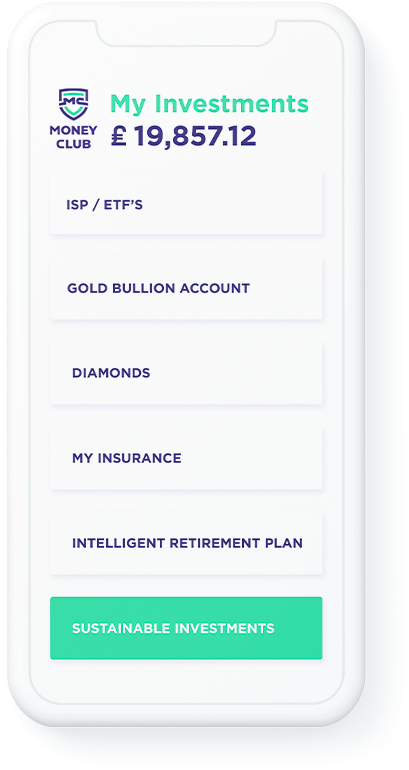 MC
MONEY
CLUB
My Investments
£ 19,857.12
ISP / ETF'S
GOLD BULLION ACCOUNT
DIAMONDS
MY INSURANCE
INTELLIGENT RETIREMENT PLAN
SUSTAINABLE INVESTMENTS